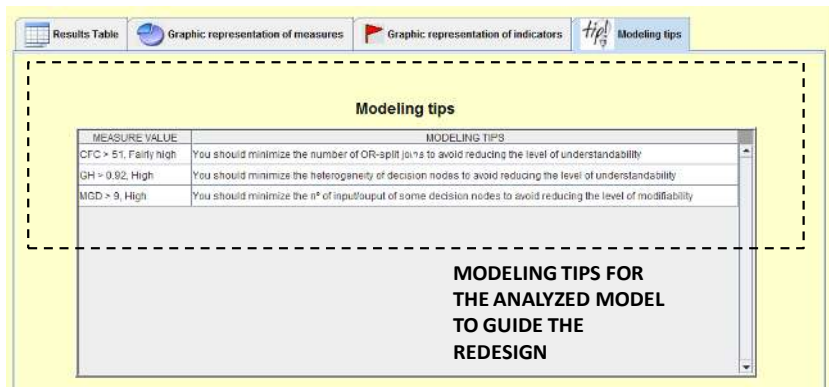 Results Table
Graphic representation of measures
Graphic representation of indicators
tip!
Modeling tips
Modeling tips
MEASURE VALUE MODELING TIPS
CFC > 51, Fairly high You should minimize the number of OR-split joins to avoid reducing the level of understandability
GH > 0.92, High You should minimize the heterogeneity of decision nodes to avoid reducing the level of understandability
MGD > 9, High You should minimize the nº of input/ouput of some decision nodes to avoid reducing the level of modifiability
MODELING TIPS FOR
THE ANALYZED MODEL
TO GUIDE THE
REDESIGN